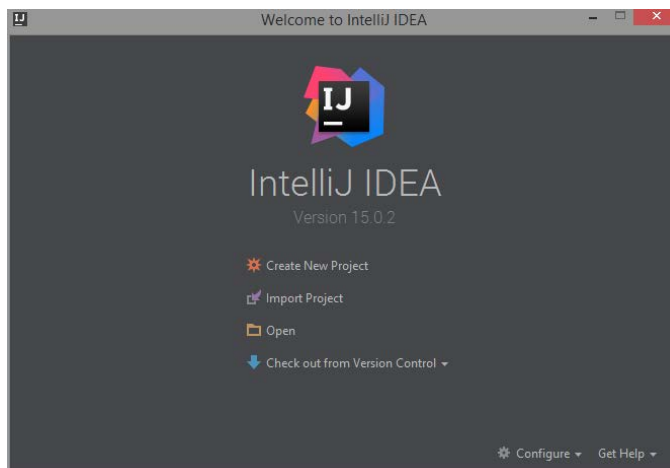 IJ
Welcome to IntelliJ IDEA
IJ
IntelliJ IDEA
Version 15.0.2
Create New Project
Import Project
Open
Check out from Version Control
Configure
Get Help